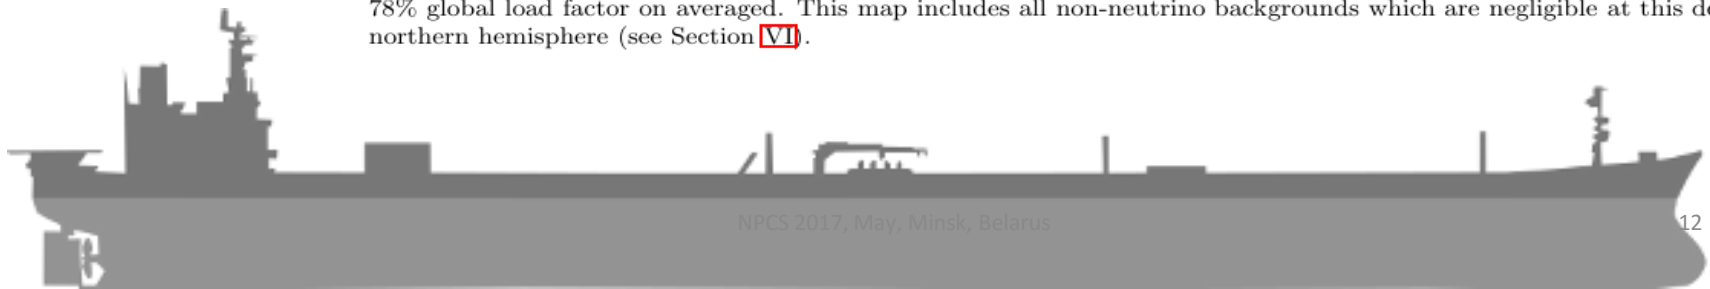 78% global load factor on averaged. This map includes all non-neutrino backgrounds which are negligible at this
northern hemisphere (see Section VI).
NPCS 2017, May, Minsk, Belarus
12